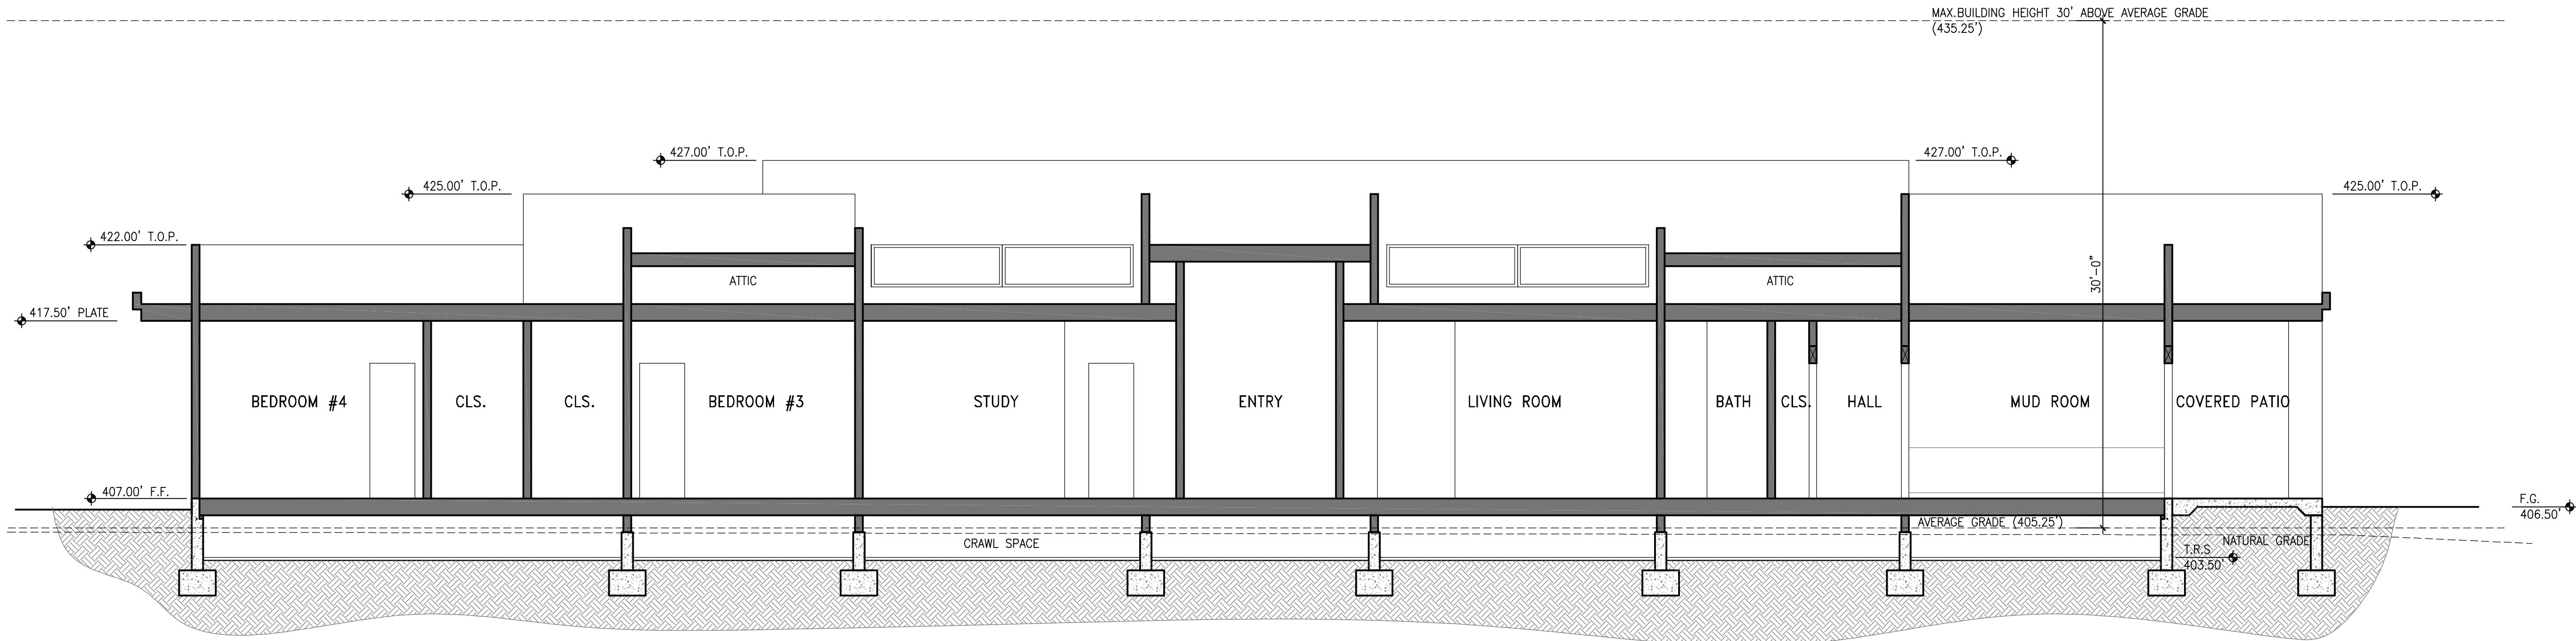 MAX.BUILDING HEIGHT 30' ABOVE AVERAGE GRADE
(435.25')
427.00' T.O.P.
427.00' T.O.P.
425.00' T.O.P.
425.00' T.O.P.
422.00' T.O.P.
30'-0"
ATTIC
ATTIC
417.50' PLATE
BEDROOM #4
CLS.
CLS.
BEDROOM #3
STUDY
ENTRY
LIVING ROOM
BATH
CLS.
HALL
MUD ROOM
COVERED PATIO
407.00' F.F.
F.G.
406.50'
AVERAGE GRADE (405.25')
CRAWL SPACE
NATURAL GRADE
T.R.S
403.50'